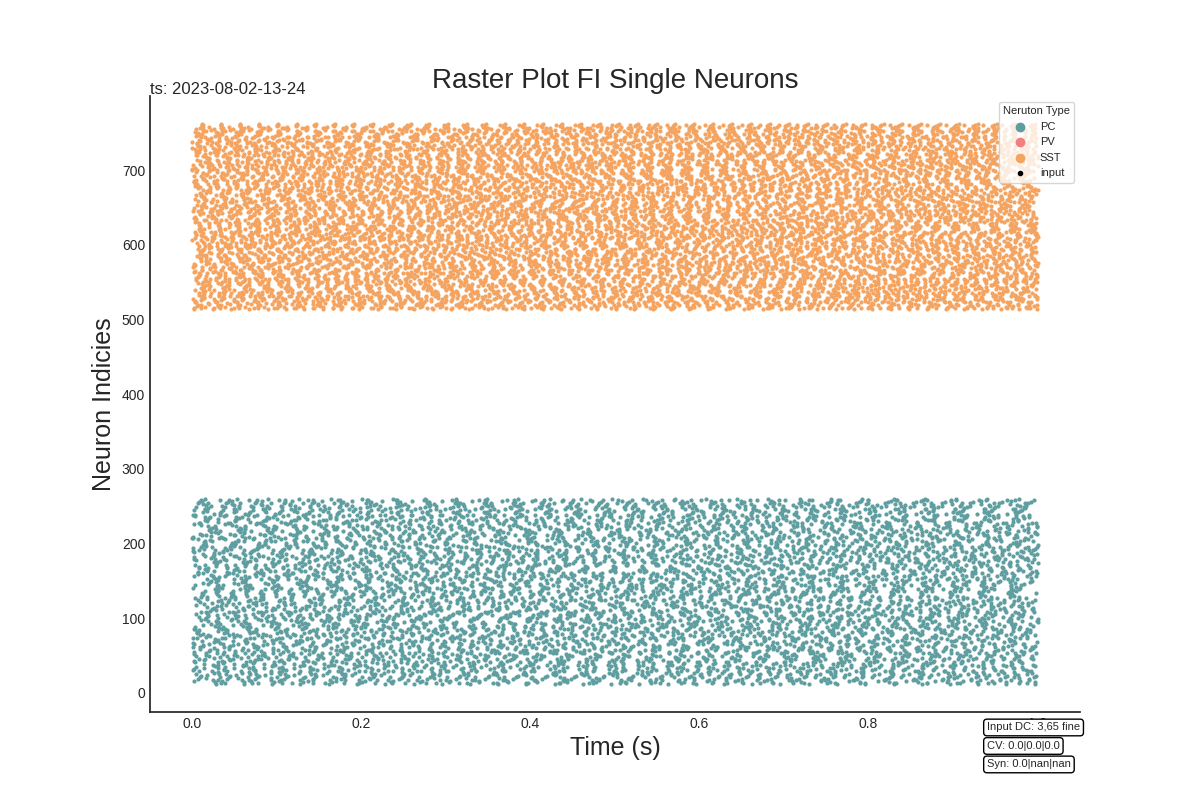 Raster Plot FI Single Neurons
ts: 2023-08-02-13-24
Neruton Type
PC
PV
SST
input
Neuron Indicies
700
600
500
400
300
200
100
0
0.0 0.2 0.4 0.6 0.8
Time (s)
Input DC: 3,65 fine
CV: 0.0|0.0|0.0
Syn: 0.0|nan|nan